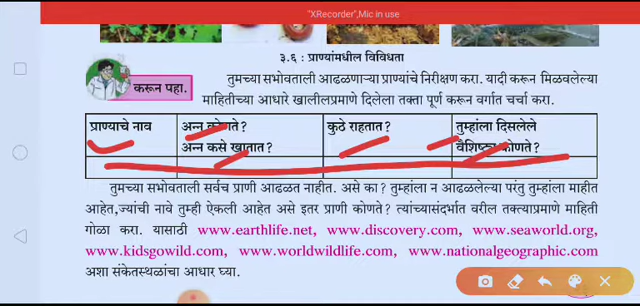 "XRecorder",Mic in use
३.६ : प्राण्यांमधील विविधता
करून पहा.
तुमच्या सभोवताली आढळणाऱ्या प्राण्यांचे निरीक्षण करा. यादी करून मिळवलेल्या
माहितीच्या आधारे खालीलप्रमाणे दिलेला तक्ता पूर्ण करून वर्गात चर्चा करा.
प्राण्याचे नाव
अन्न कोणते?
अन्न कसे खातात?
कुठे राहतात?
तुम्हांला दिसलेले
वैशिष्ट्य कोणते?
तुमच्या सभोवताली सर्वच प्राणी आढळत नाहीत. असे का? तुम्हांला न आढळलेल्या परंतु तुम्हांला माहीत
आहेत, ज्यांची नावे तुम्ही ऐकली आहेत असे इतर प्राणी कोणते? त्यांच्यासंदर्भात वरील तक्त्याप्रमाणे माहिती
गोळा करा. यासाठी www.earthlife.net, www.discovery.com, www.seaworld.org,
www.kidsgowild.com, www.worldwildlife.com, www.nationalgeographic.com
अशा संकेतस्थळांचा आधार घ्या.